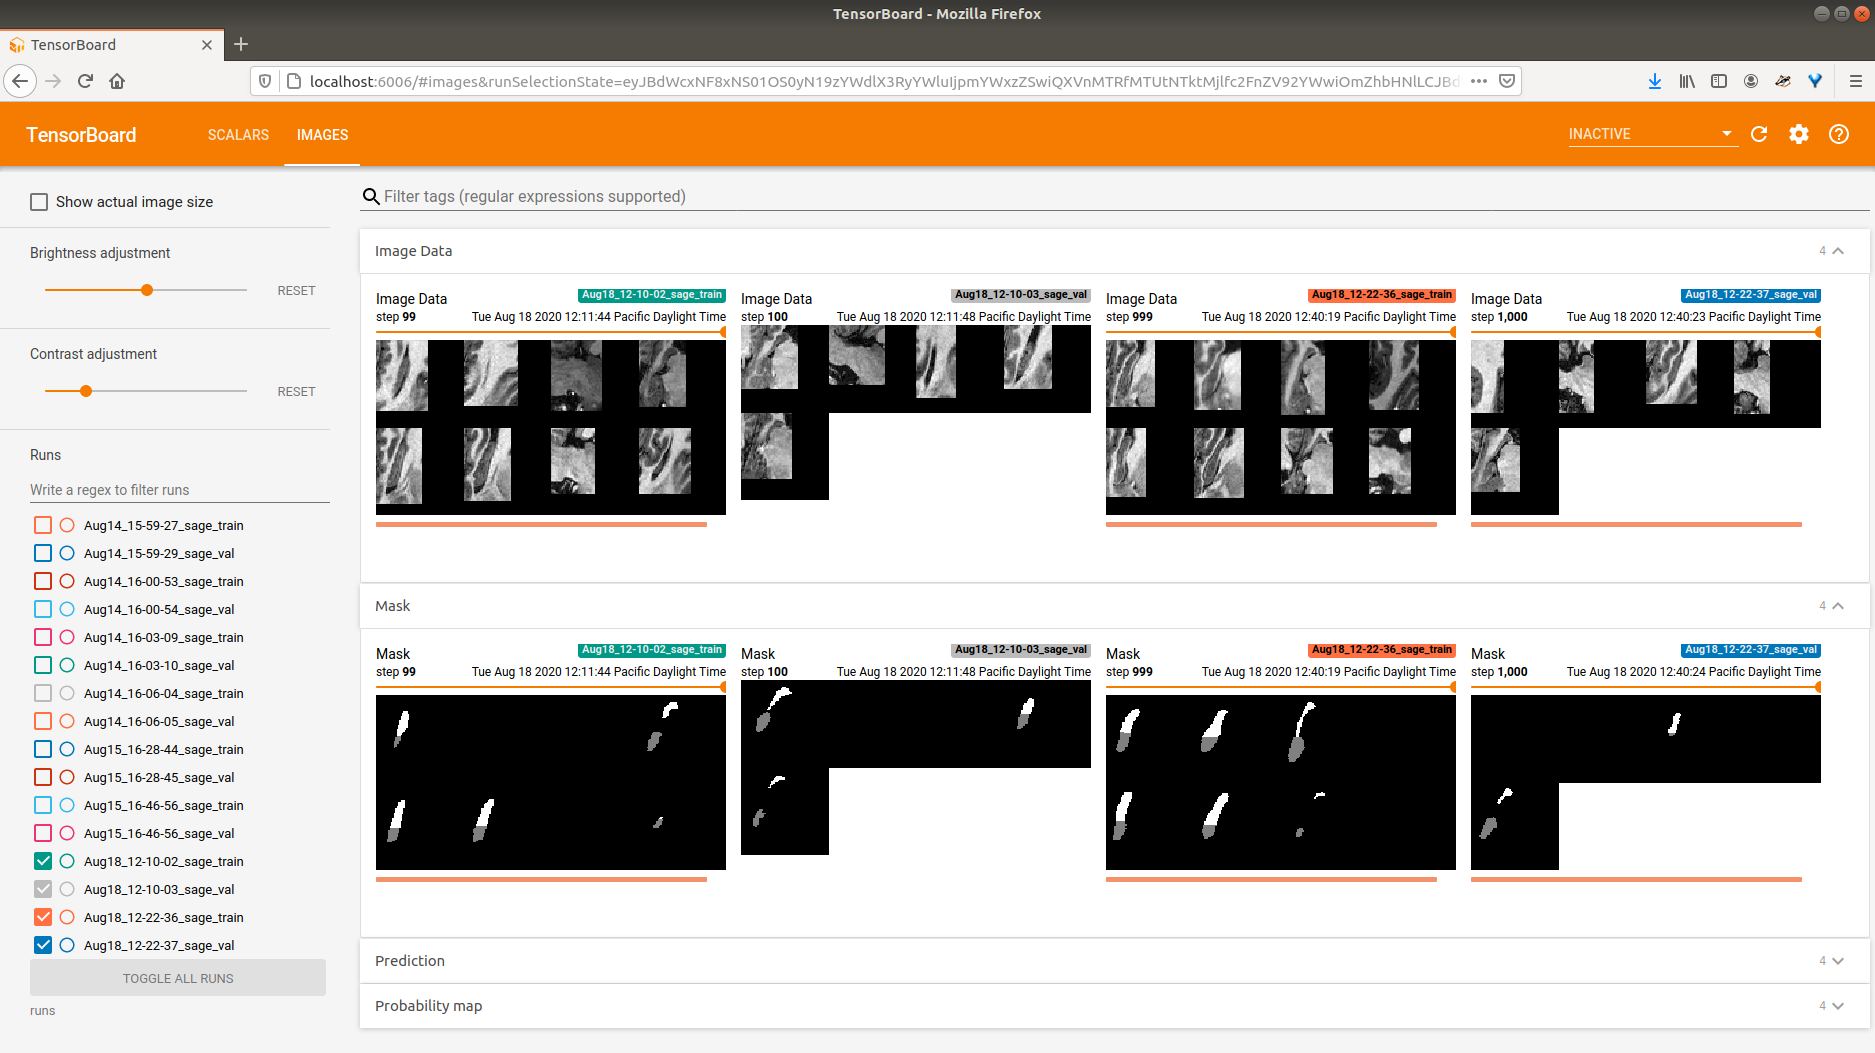 TensorBoard - Mozilla Firefox
TensorBoard
TensorBoard
SCALARS
IMAGES
INACTIVE
Show actual image size
Brightness adjustment
RESET
Contrast adjustment
RESET
Runs
Write a regex to filter runs
Aug14_15-59-27_sage_train
Aug14_15-59-29_sage_val
Aug14_16-00-53_sage_train
Aug14_16-00-54_sage_val
Aug14_16-03-09_sage_train
Aug14_16-03-10_sage_val
Aug14_16-06-04_sage_train
Aug14_16-06-05_sage_val
Aug15_16-28-44_sage_train
Aug15_16-28-45_sage_val
Aug15_16-46-56_sage_train
Aug15_16-46-56_sage_val
Aug18_12-10-02_sage_train
Aug18_12-10-03_sage_val
Aug18_12-22-36_sage_train
Aug18_12-22-37_sage_val
TOGGLE ALL RUNS
runs
Filter tags (regular expressions supported)
Image Data 4
Image Data Aug18_12-10-02_sage_train
step 99 Tue Aug 18 2020 12:11:44 Pacific Daylight Time
Image Data Aug18_12-10-03_sage_val
step 100 Tue Aug 18 2020 12:11:48 Pacific Daylight Time
Image Data Aug18_12-22-36_sage_train
step 999 Tue Aug 18 2020 12:40:19 Pacific Daylight Time
Image Data Aug18_12-22-37_sage_val
step 1,000 Tue Aug 18 2020 12:40:23 Pacific Daylight Time
Mask 4
Mask Aug18_12-10-02_sage_train
step 99 Tue Aug 18 2020 12:11:44 Pacific Daylight Time
Mask Aug18_12-10-03_sage_val
step 100 Tue Aug 18 2020 12:11:48 Pacific Daylight Time
Mask Aug18_12-22-36_sage_train
step 999 Tue Aug 18 2020 12:40:19 Pacific Daylight Time
Mask Aug18_12-22-37_sage_val
step 1,000 Tue Aug 18 2020 12:40:24 Pacific Daylight Time
Prediction 4
Probability map 4